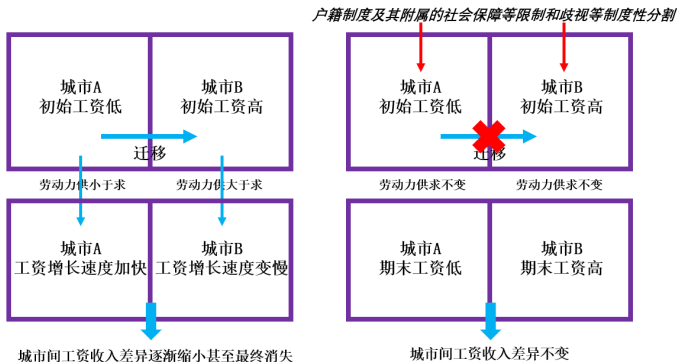 户籍制度及其附属的社会保障等限制和歧视等制度性分割
城市A
初始工资低
城市B
初始工资高
迁移
劳动力供小于求
劳动力供大于求
城市A
工资增长速度加快
城市B
工资增长速度变慢
城市间工资收入差异逐渐缩小甚至最终消失
城市A
初始工资低
城市B
初始工资高
迁移
劳动力供求不变
劳动力供求不变
城市A
期末工资低
城市B
期末工资高
城市间工资收入差异不变